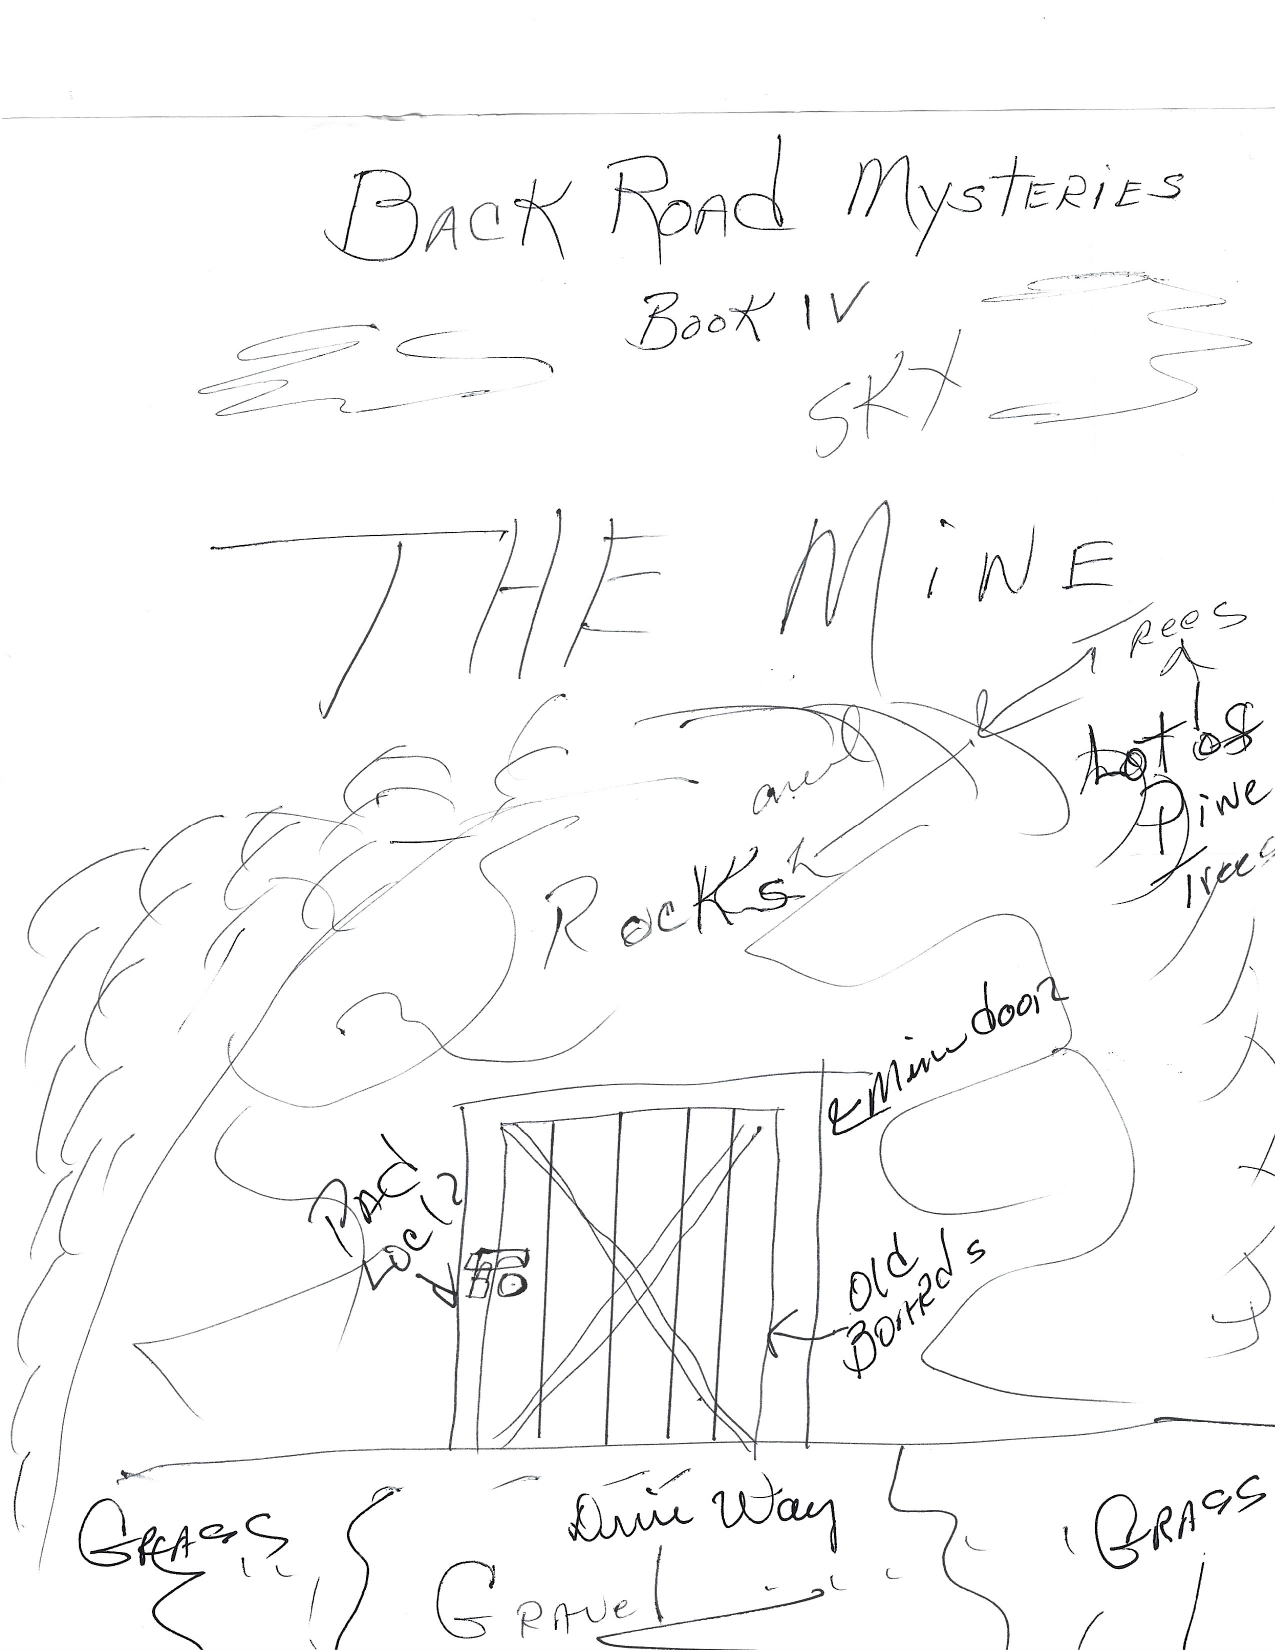 BACK ROAD MYSTERIES
BOOK IV
SKY
THE MINE
TREES
Lot of
Pine
Trees
and
ROCKS
Mine door
PAD
LOCK
Old
BOARDS
GRASS
Drive Way
GRASS
GRAVEL